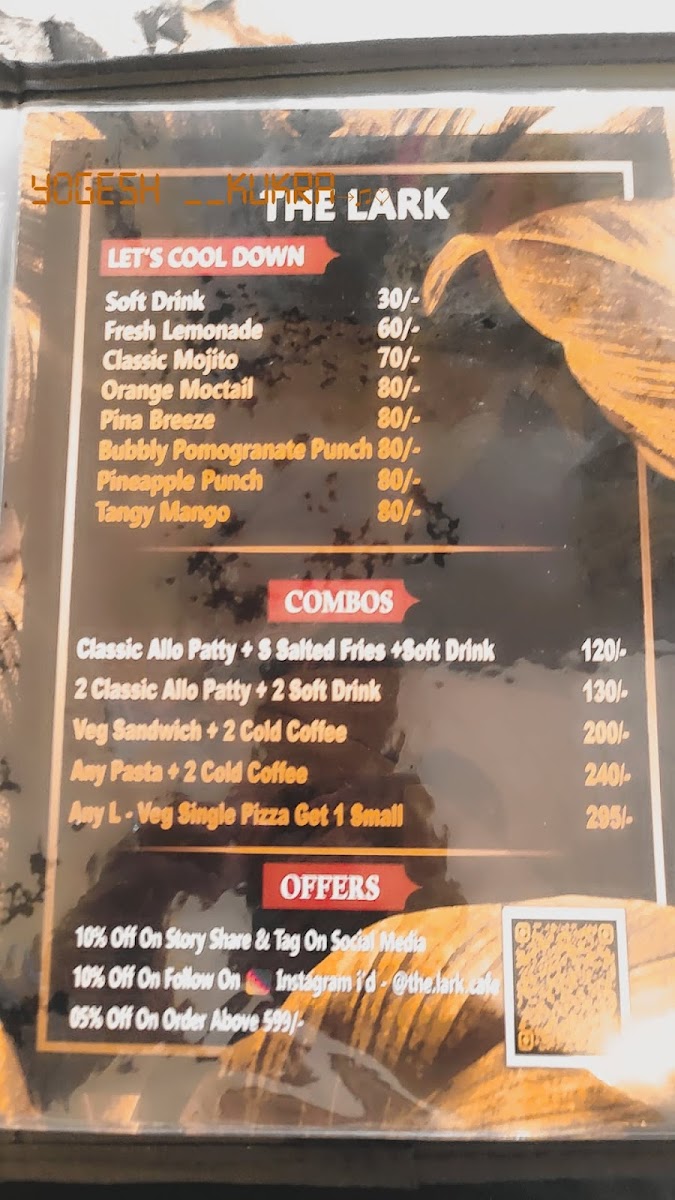 YOGESH __KUKRA
THE LARK
LET'S COOL DOWN
Soft Drink 30/-
Fresh Lemonade 60/-
Classic Mojito 70/-
Orange Moctail 80/-
Pina Breeze 80/-
Bubbly Pomogranate Punch 80/-
Pineapple Punch 80/-
Tangy Mango 80/-
COMBOS
Classic Allo Patty + S Salted Fries +Soft Drink 120/-
2 Classic Allo Patty + 2 Soft Drink 130/-
Veg Sandwich + 2 Cold Coffee 200/-
Any Pasta + 2 Cold Coffee 240/-
Any L - Veg Single Pizza Get 1 Small 295/-
OFFERS
10% Off On Story Share & Tag On Social Media
10% Off On Follow On Instagram i'd - @the.lark.cafe
05% Off On Order Above 599/-